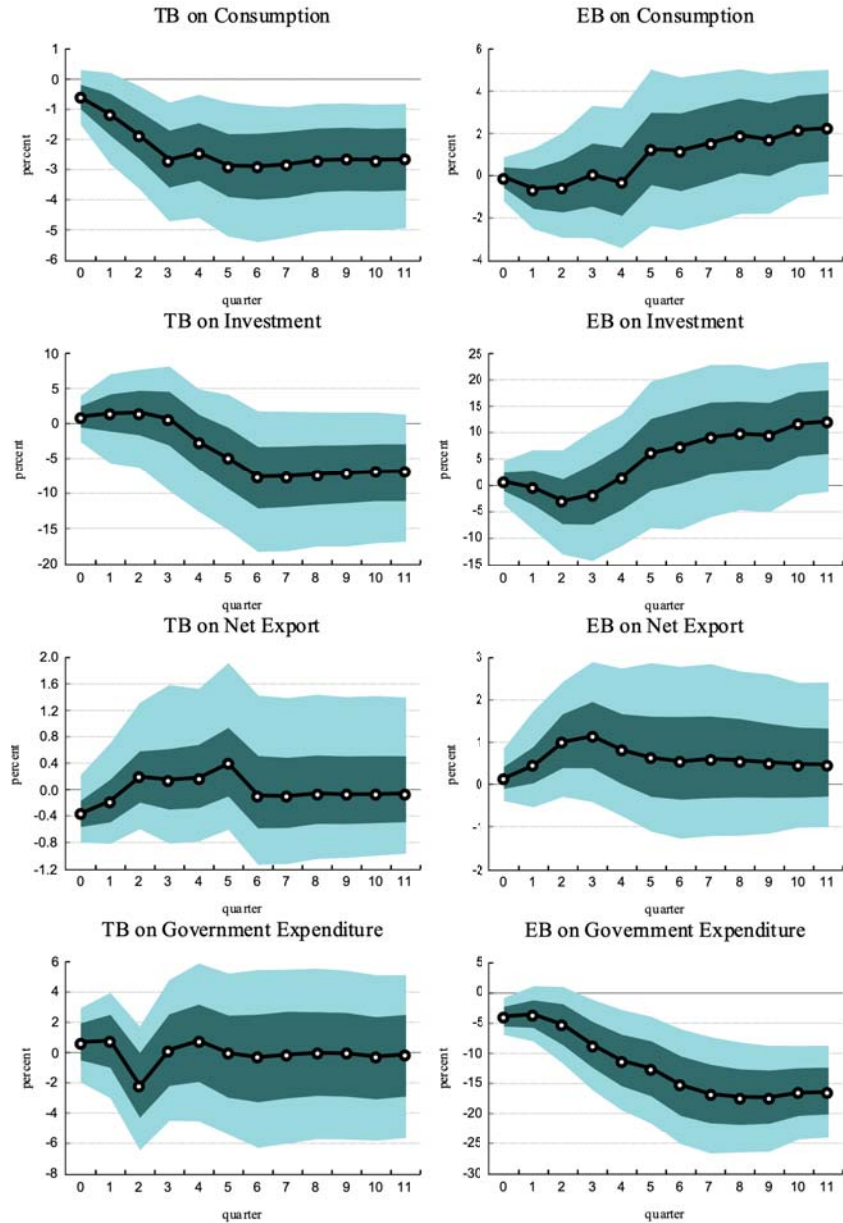 TB on Consumption
percent
1
0
-1
-2
-3
-4
-5
-6
0 1 2 3 4 5 6 7 8 9 10 11
quarter
EB on Consumption
percent
6
4
2
0
-2
-4
0 1 2 3 4 5 6 7 8 9 10 11
quarter
TB on Investment
percent
10
5
0
-5
-10
-15
-20
0 1 2 3 4 5 6 7 8 9 10 11
quarter
EB on Investment
percent
25
20
15
10
5
0
-5
-10
-15
0 1 2 3 4 5 6 7 8 9 10 11
quarter
TB on Net Export
percent
2.0
1.6
1.2
0.8
0.4
0.0
-0.4
-0.8
-1.2
0 1 2 3 4 5 6 7 8 9 10 11
quarter
EB on Net Export
percent
3
2
1
0
-1
-2
0 1 2 3 4 5 6 7 8 9 10 11
quarter
TB on Government Expenditure
percent
6
4
2
0
-2
-4
-6
-8
0 1 2 3 4 5 6 7 8 9 10 11
quarter
EB on Government Expenditure
percent
5
0
-5
-10
-15
-20
-25
-30
0 1 2 3 4 5 6 7 8 9 10 11
quarter